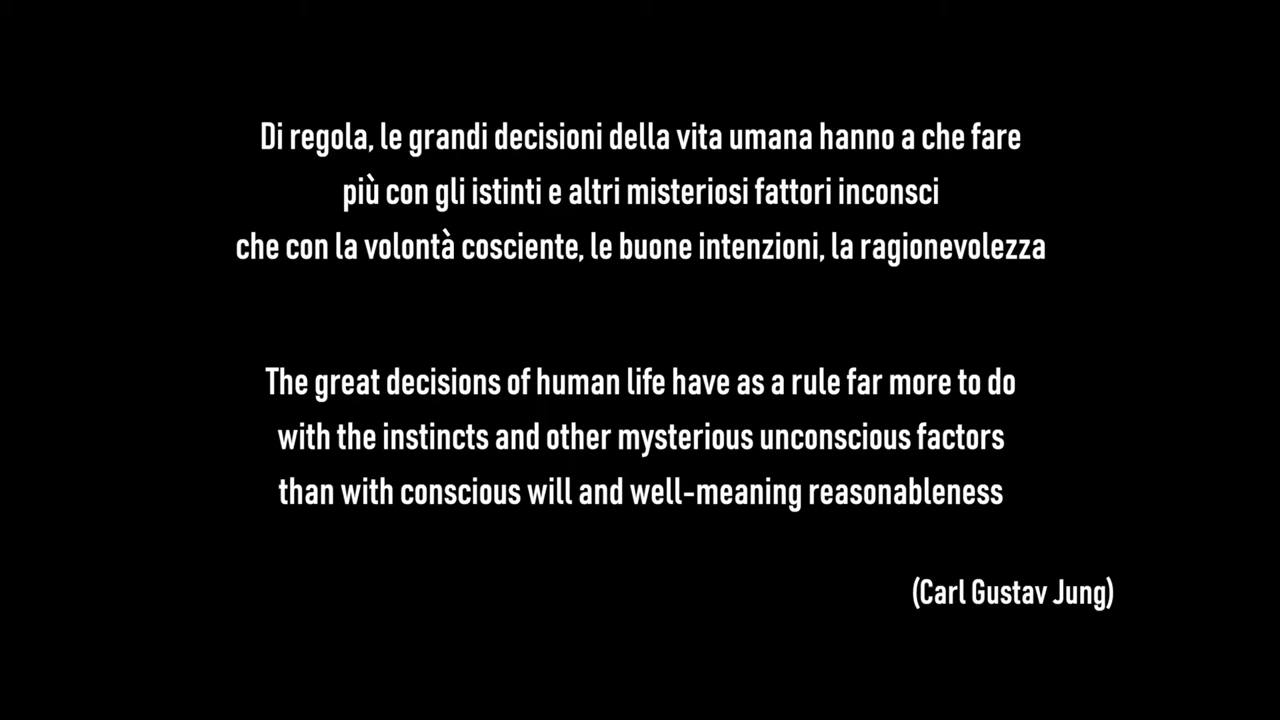 Di regola, le grandi decisioni della vita umana hanno a che fare
più con gli istinti e altri misteriosi fattori inconsci
che con la volontà cosciente, le buone intenzioni, la ragionevolezza
The great decisions of human life have as a rule far more to do
with the instincts and other mysterious unconscious factors
than with conscious will and well-meaning reasonableness
(Carl Gustav Jung)